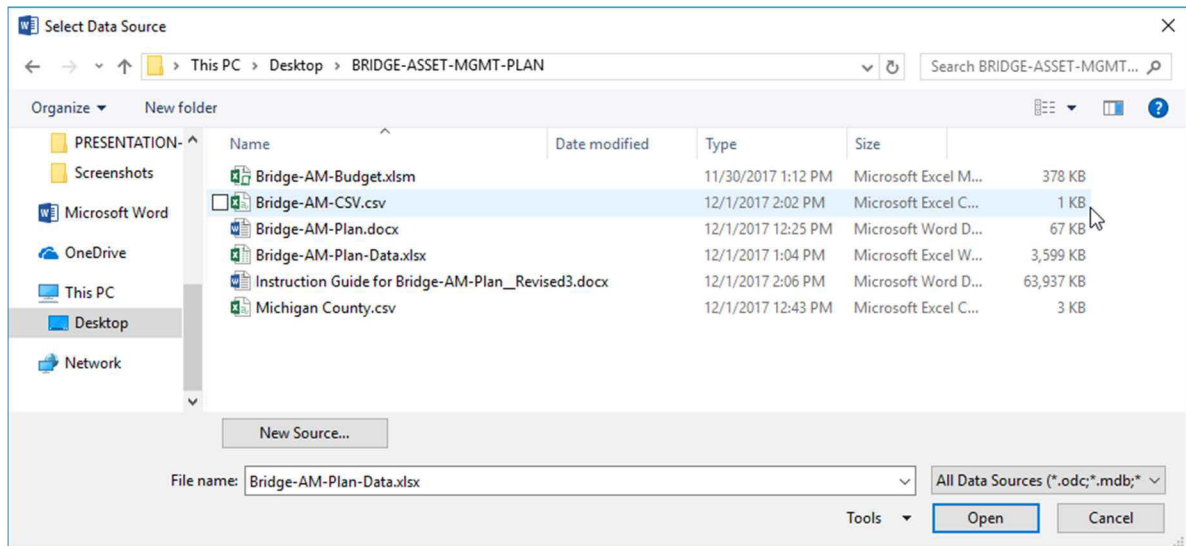 Select Data Source
This PC > Desktop > BRIDGE-ASSET-MGMT-PLAN
Search BRIDGE-ASSET-MGMT...
Organize New folder
PRESENTATION-
Screenshots
Microsoft Word
OneDrive
This PC
Desktop
Network
Name Date modified Type Size
Bridge-AM-Budget.xlsm 11/30/2017 1:12 PM Microsoft Excel M... 378 KB
Bridge-AM-CSV.csv 12/1/2017 2:02 PM Microsoft Excel C... 1 KB
Bridge-AM-Plan.docx 12/1/2017 12:25 PM Microsoft Word D... 67 KB
Bridge-AM-Plan-Data.xlsx 12/1/2017 1:04 PM Microsoft Excel W... 3,599 KB
Instruction Guide for Bridge-AM-Plan__Revised3.docx 12/1/2017 2:06 PM Microsoft Word D... 63,937 KB
Michigan County.csv 12/1/2017 12:43 PM Microsoft Excel C... 3 KB
New Source...
File name: Bridge-AM-Plan-Data.xlsx All Data Sources (*.odc;*.mdb;*
Tools Open Cancel